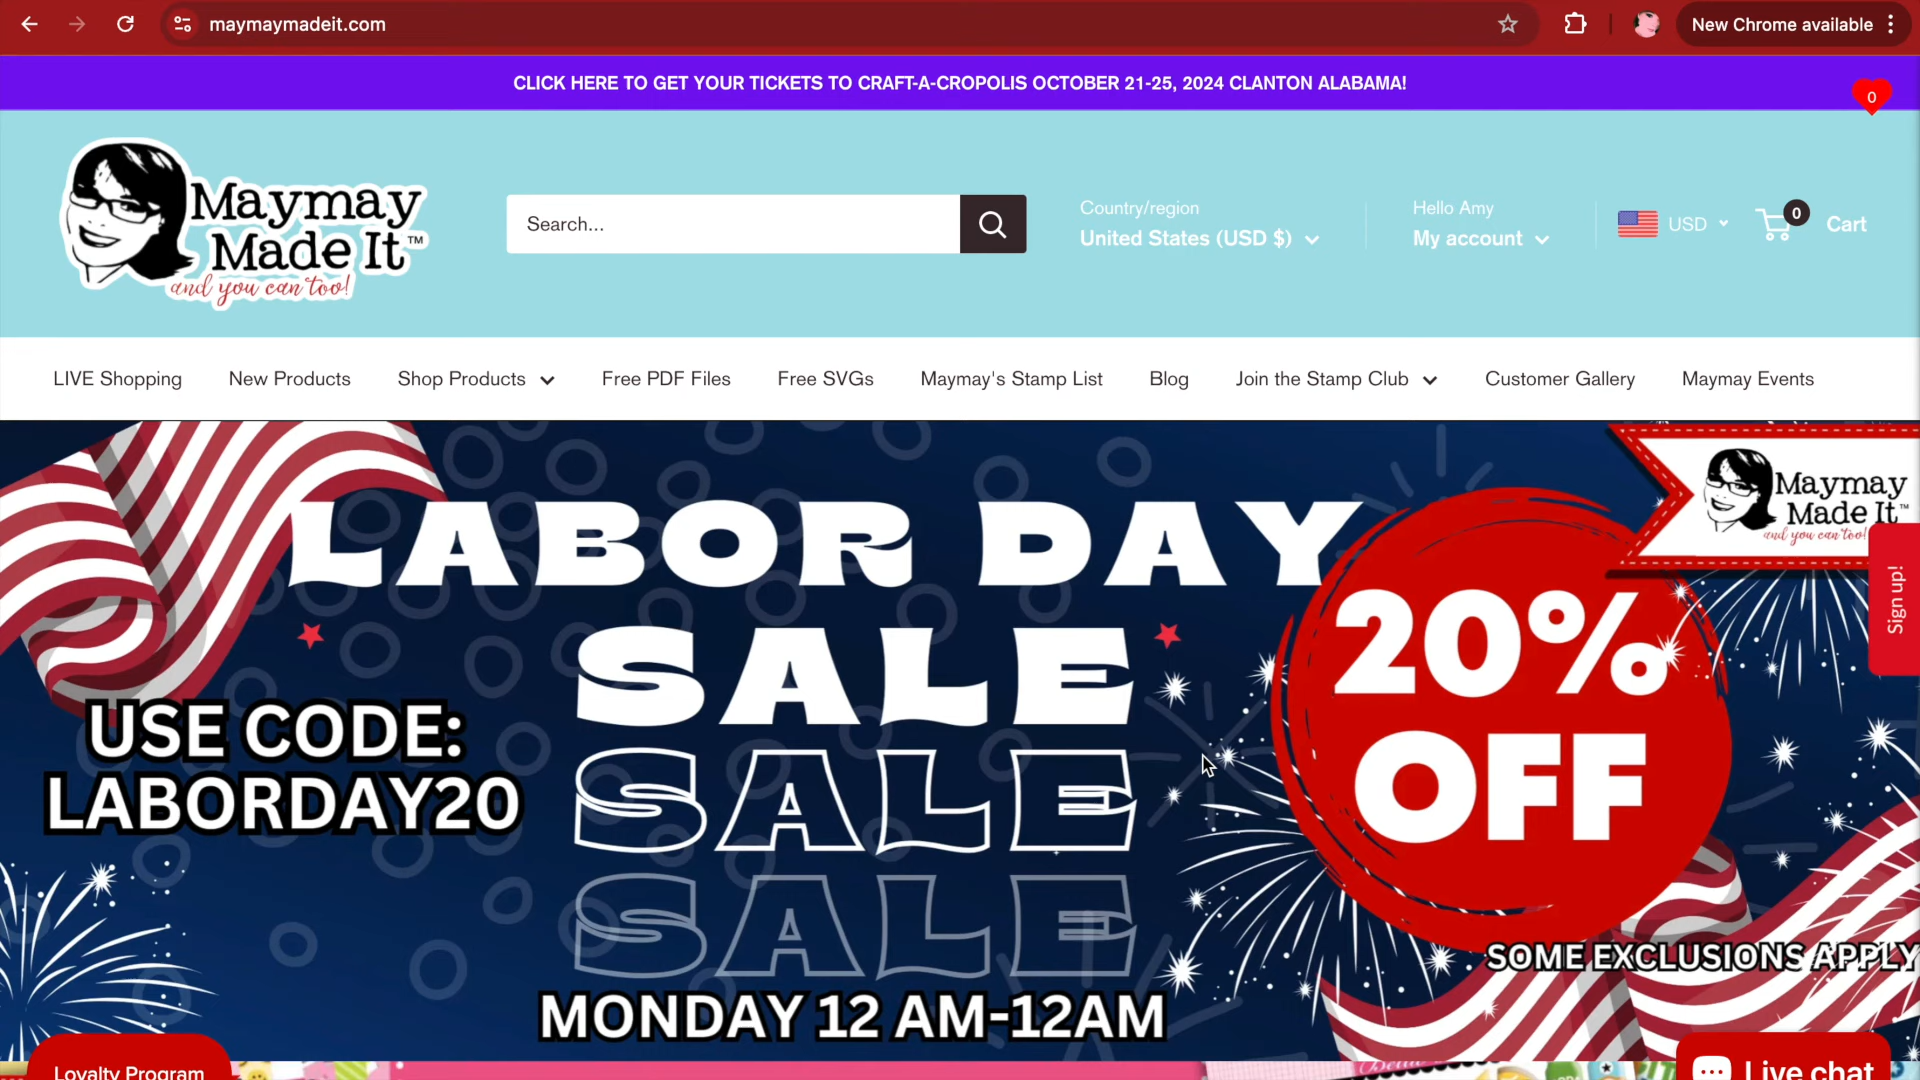 maymaymadeit.com
New Chrome available
CLICK HERE TO GET YOUR TICKETS TO CRAFT-A-CROPOLIS OCTOBER 21-25, 2024 CLANTON ALABAMA!
0
Maymay
Made It™
and you can too!
Search...
Country/region
United States (USD $)
Hello Amy
My account
USD
0
Cart
LIVE Shopping
New Products
Shop Products
Free PDF Files
Free SVGs
Maymay's Stamp List
Blog
Join the Stamp Club
Customer Gallery
Maymay Events
Maymay
Made It™
and you can too!
LABOR DAY
SALE
SALE
SALE
20%
OFF
Sign up!
USE CODE:
LABORDAY20
SOME EXCLUSIONS APPLY
MONDAY 12 AM-12AM
Loyalty Program
Live chat